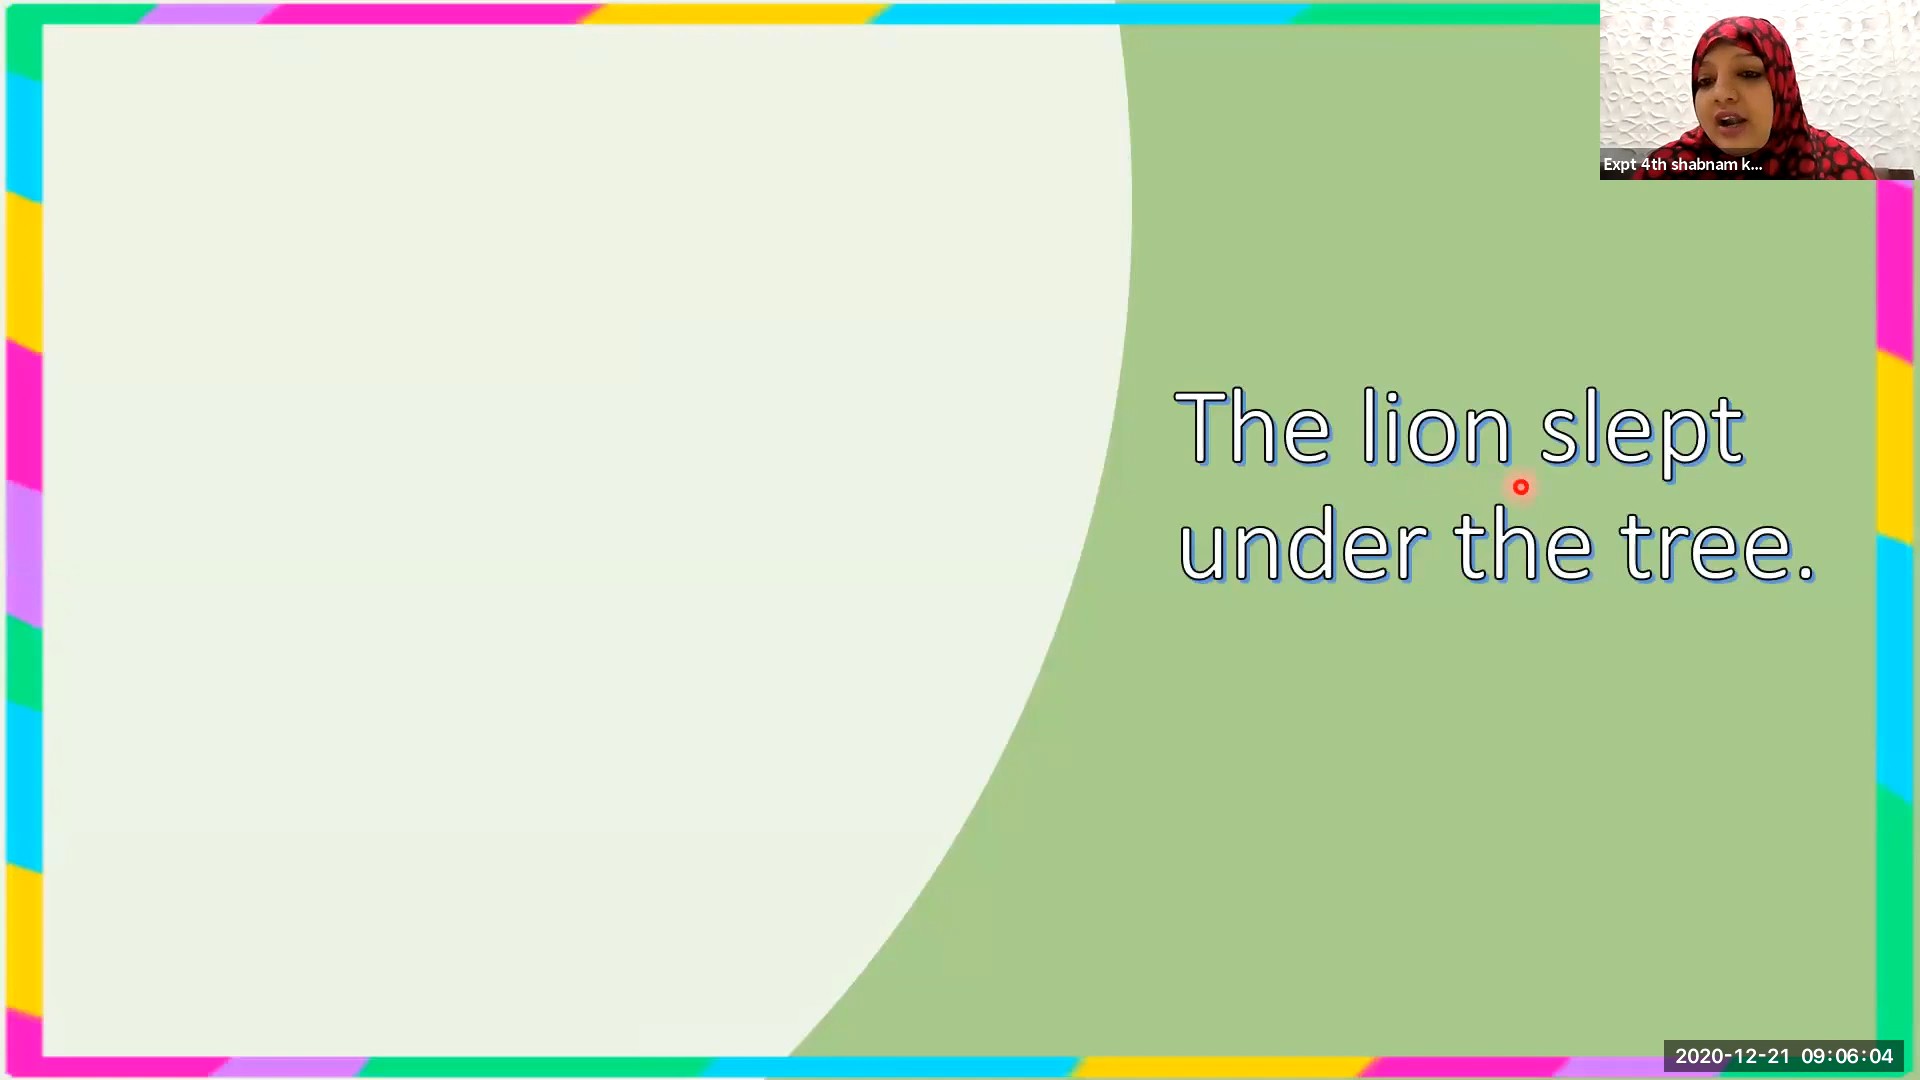 Expt 4th shabnam k...
The lion slept
under the tree.
2020-12-21 09:06:04